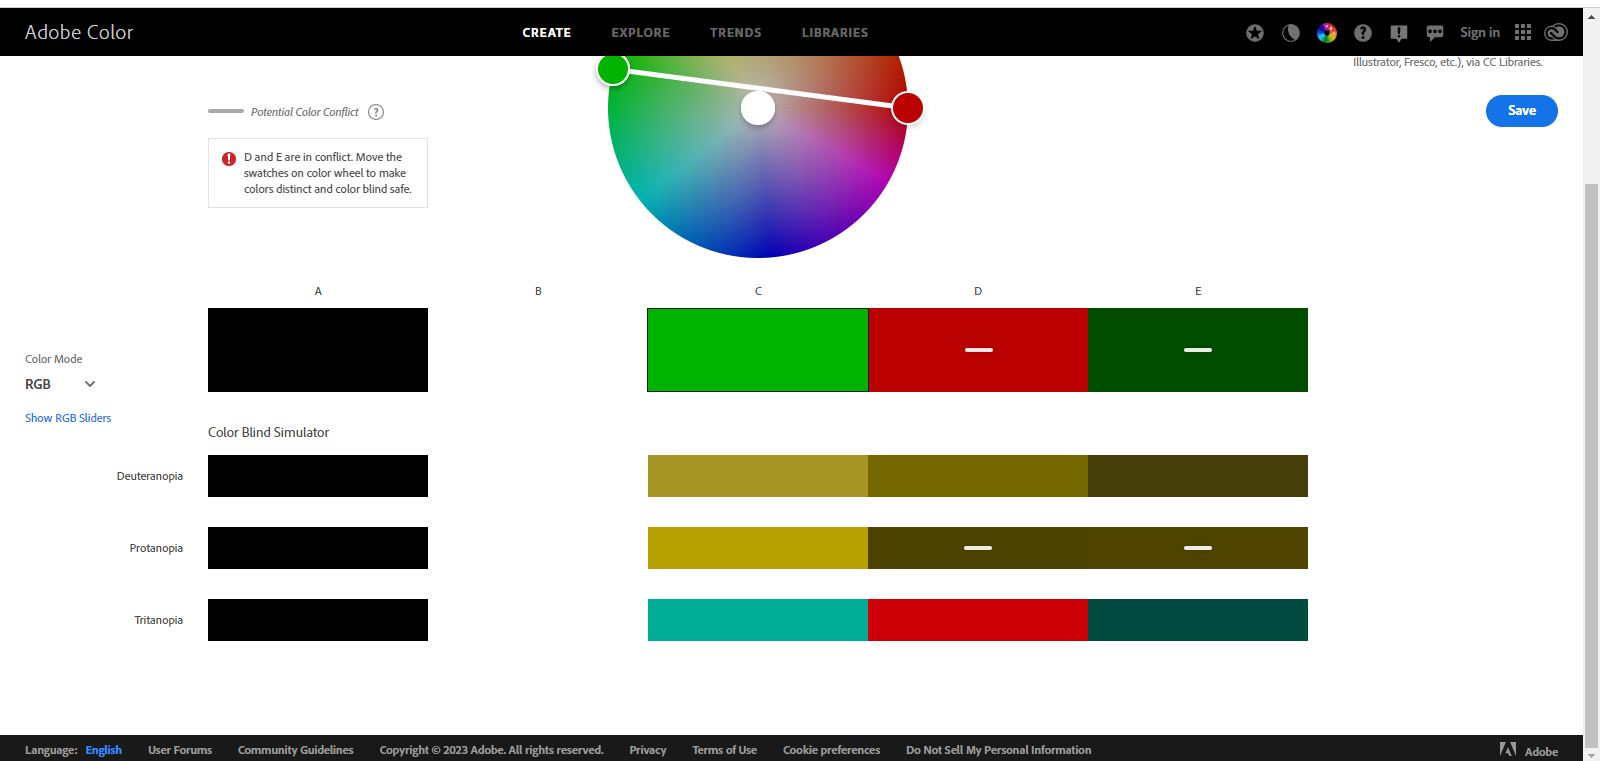 Adobe Color
CREATE
EXPLORE
TRENDS
LIBRARIES
Sign in
Illustrator, Fresco, etc.), via CC Libraries.
Save
Potential Color Conflict ?
D and E are in conflict. Move the
swatches on color wheel to make
colors distinct and color blind safe.
A
B
C
D
E
Color Mode
RGB
Show RGB Sliders
Color Blind Simulator
Deuteranopia
Protanopia
Tritanopia
Language: English
User Forums
Community Guidelines
Copyright © 2023 Adobe. All rights reserved.
Privacy
Terms of Use
Cookie preferences
Do Not Sell My Personal Information
Adobe